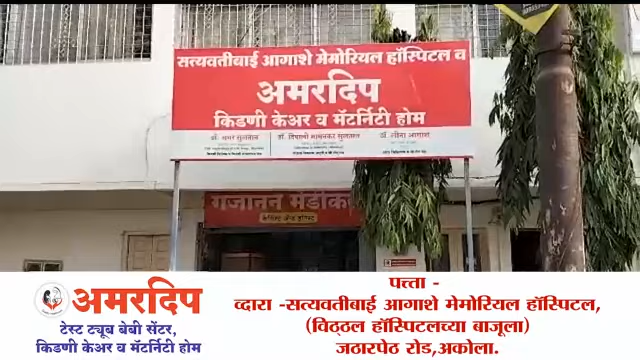 सत्यवतीबाई आगाशे मेमोरियल हॉस्पिटल व
अमरदिप
किडणी केअर व मॅटर्निटी होम
गजानन मेडीकल
केमिस्ट अँन्ड ड्रगिस्ट
अमरदिप
टेस्ट ट्यूब बेबी सेंटर,
किडणी केअर व मॅटर्निटी होम
पत्ता -
व्दारा -सत्यवतीबाई आगाशे मेमोरियल हॉस्पिटल,
(विठ्ठल हॉस्पिटलच्या बाजूला)
जठारपेठ रोड,अकोला.